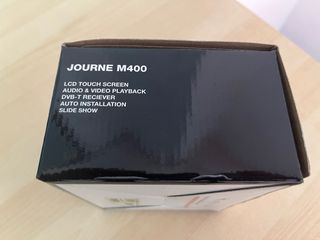 JOURNE M400
LCD TOUCH SCREEN
AUDIO & VIDEO PLAYBACK
DVB-T RECIEVER
AUTO INSTALLATION
SLIDE SHOW